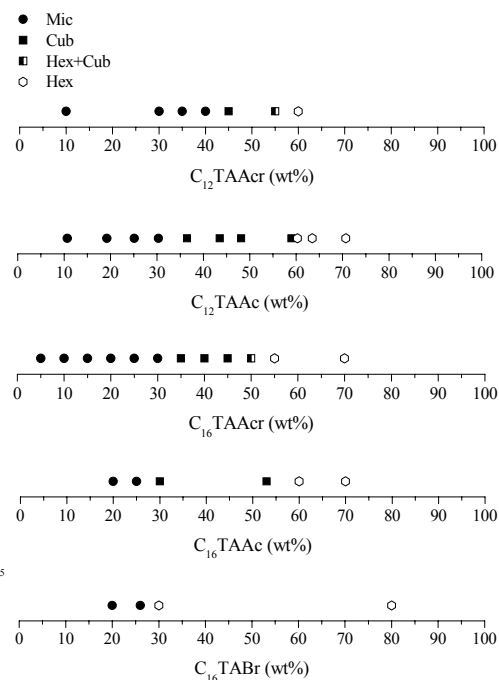 Mic
Cub
Hex+Cub
Hex
0 10 20 30 40 50 60 70 80 90 100
C₁₂TAAcr (wt%)
0 10 20 30 40 50 60 70 80 90 100
C₁₂TAAc (wt%)
0 10 20 30 40 50 60 70 80 90 100
C₁₆TAAcr (wt%)
0 10 20 30 40 50 60 70 80 90 100
C₁₆TAAc (wt%)
5
0 10 20 30 40 50 60 70 80 90 100
C₁₆TABr (wt%)